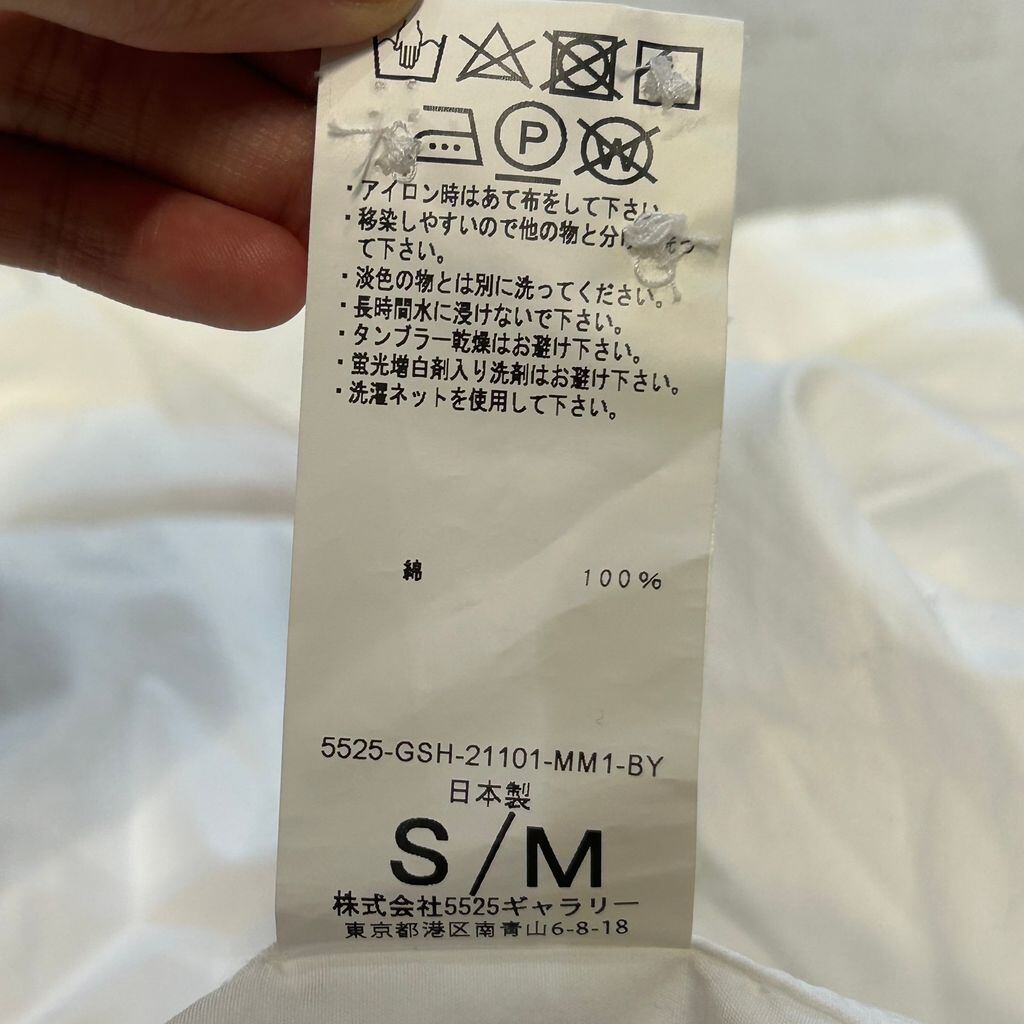 P
W
・アイロン時はあて布をして下さい
・移染しやすいので他の物と分け
て下さい。
・淡色の物とは別に洗ってください。
・長時間水に浸けないで下さい。
・タンブラー乾燥はお避け下さい。
・蛍光増白剤入り洗剤はお避け下さい。
・洗濯ネットを使用して下さい。
綿 100%
5525-GSH-21101-MM1-BY
日本製
S/M
株式会社5525ギャラリー
東京都港区南青山6-8-18